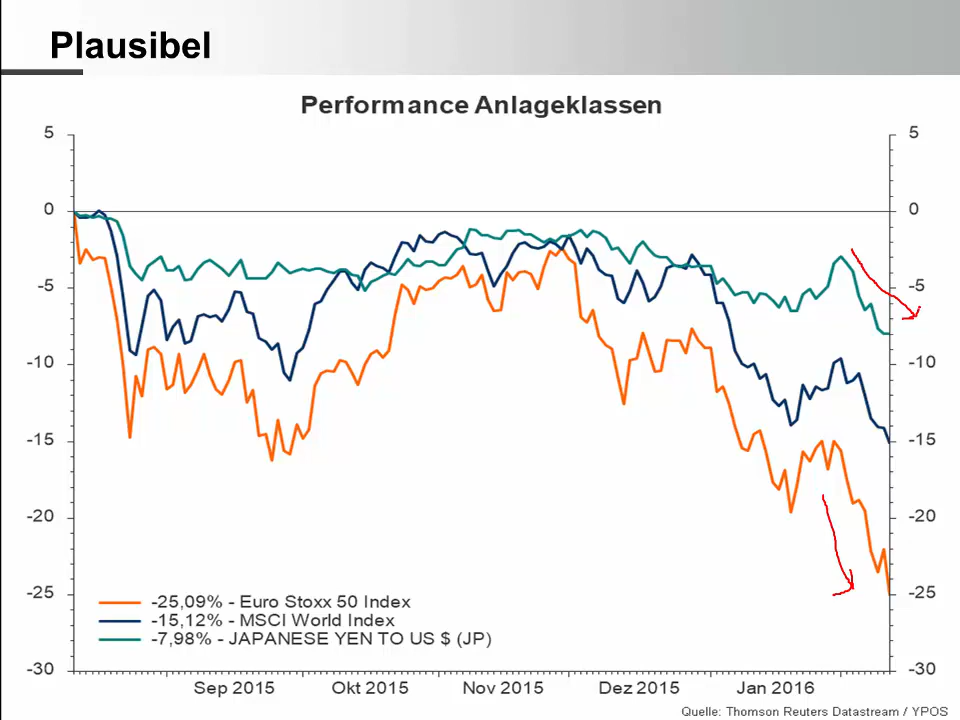 Plausibel
Performance Anlageklassen
5 5
0 0
-5 -5
-10 -10
-15 -15
-20 -20
-25 -25
-30 -30
-25,09% - Euro Stoxx 50 Index
-15,12% - MSCI World Index
-7,98% - JAPANESE YEN TO US $ (JP)
Sep 2015 Okt 2015 Nov 2015 Dez 2015 Jan 2016
Quelle: Thomson Reuters Datastream / YPOS